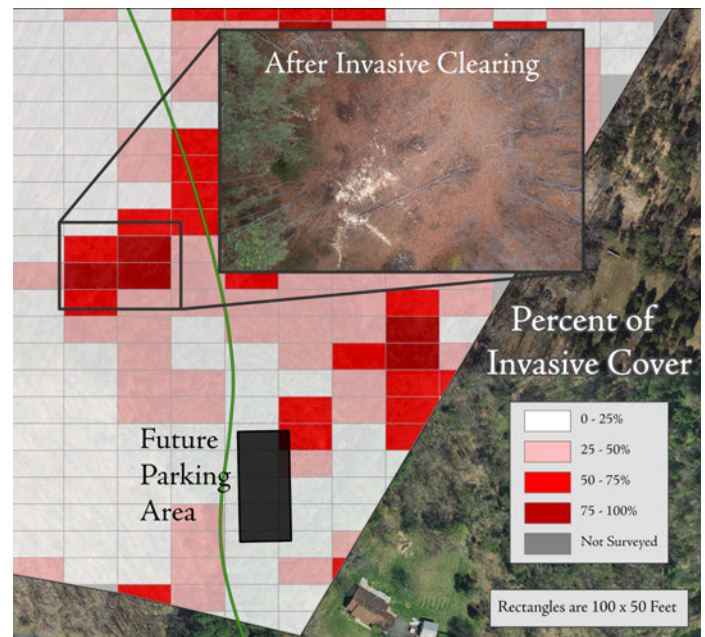 After Invasive Clearing
Percent of
Invasive Cover
0 - 25%
25 - 50%
50 - 75%
75 - 100%
Not Surveyed
Rectangles are 100 x 50 Feet
Future
Parking
Area